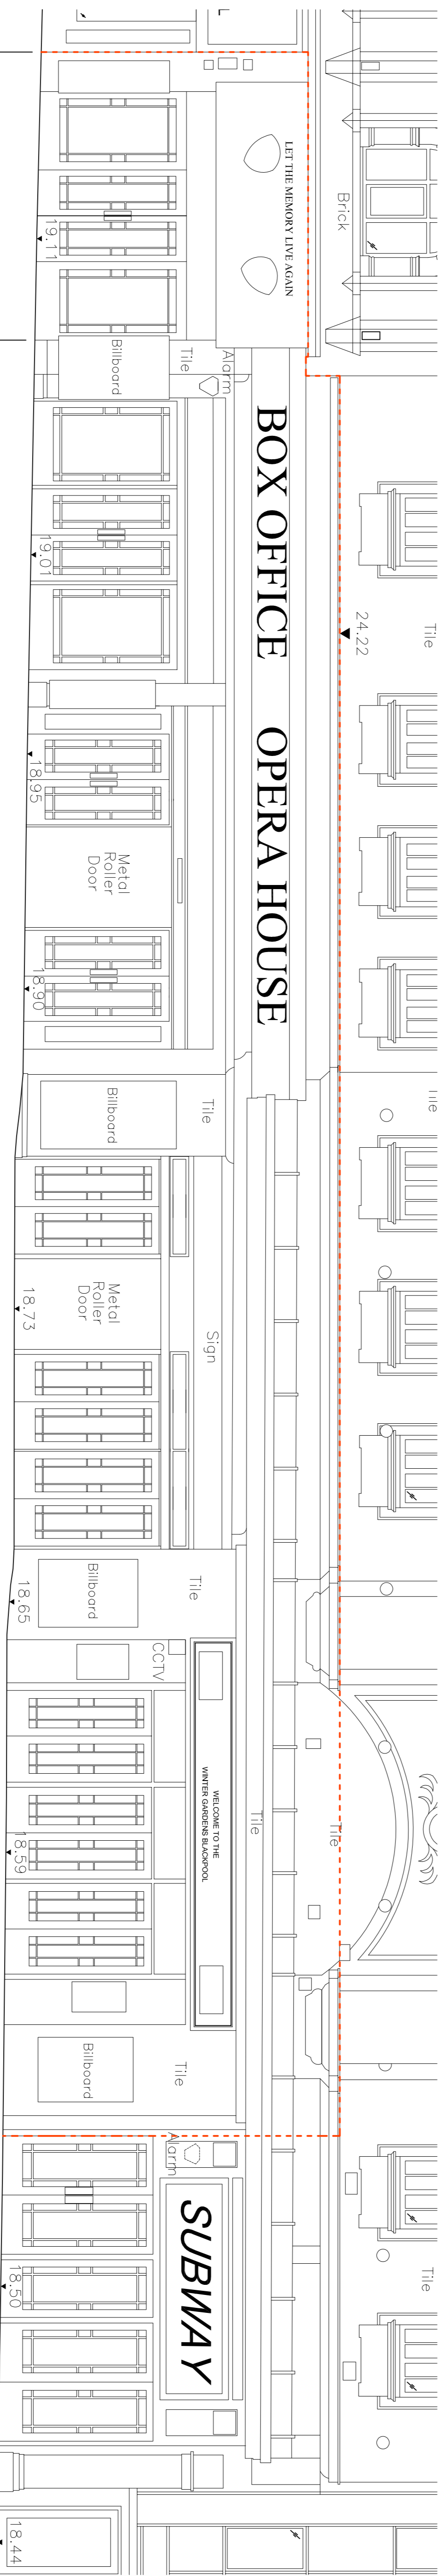 Brick
LET THE MEMORY LIVE AGAIN
19.11
Tile
24.22
Alarm
Tile
Billboard
BOX OFFICE OPERA HOUSE
19.01
18.95
Metal
Roller
Door
18.90
Tile
Tile
Billboard
Sign
Metal
Roller
Door
18.73
Tile
Billboard
18.65
CCTV
WELCOME TO THE
WINTER GARDENS BLACKPOOL
Tile
Tile
18.59
Tile
Billboard
Alarm
SUBWAY
Tile
18.50
18.44